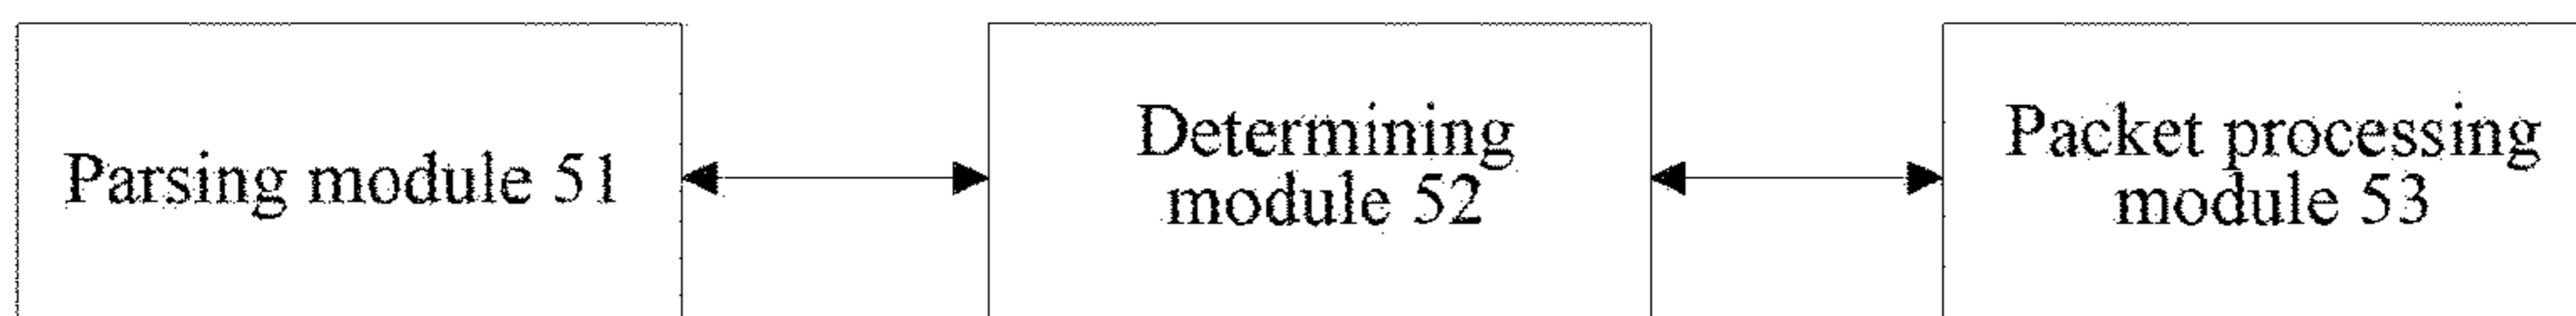 Parsing module 51
Determining
module 52
Packet processing
module 53